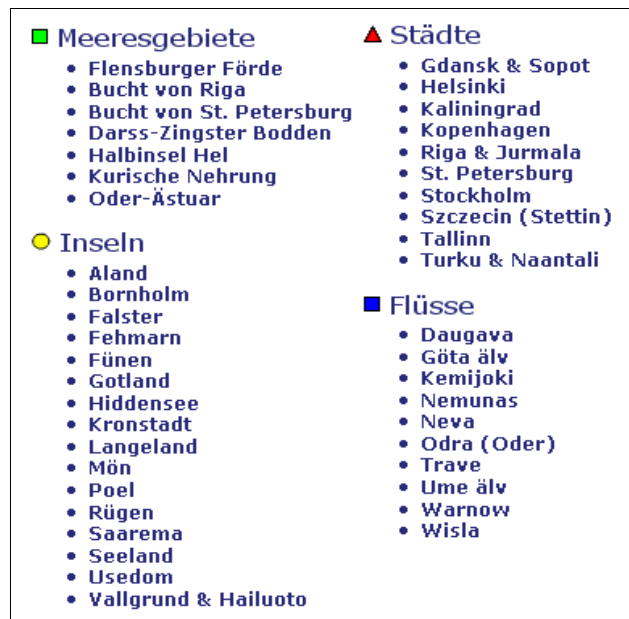 Meeresgebiete
Flensburger Förde
Bucht von Riga
Bucht von St. Petersburg
Darss-Zingster Bodden
Halbinsel Hel
Kurische Nehrung
Oder-Ästuar
Inseln
Aland
Bornholm
Falster
Fehmarn
Fünen
Gotland
Hiddensee
Kronstadt
Langeland
Mön
Poel
Rügen
Saarema
Seeland
Usedom
Vallgrund & Hailuoto
Städte
Gdansk & Sopot
Helsinki
Kaliningrad
Kopenhagen
Riga & Jurmala
St. Petersburg
Stockholm
Szczecin (Stettin)
Tallinn
Turku & Naantali
Flüsse
Daugava
Göta älv
Kemijoki
Nemunas
Neva
Odra (Oder)
Trave
Ume älv
Warnow
Wisla